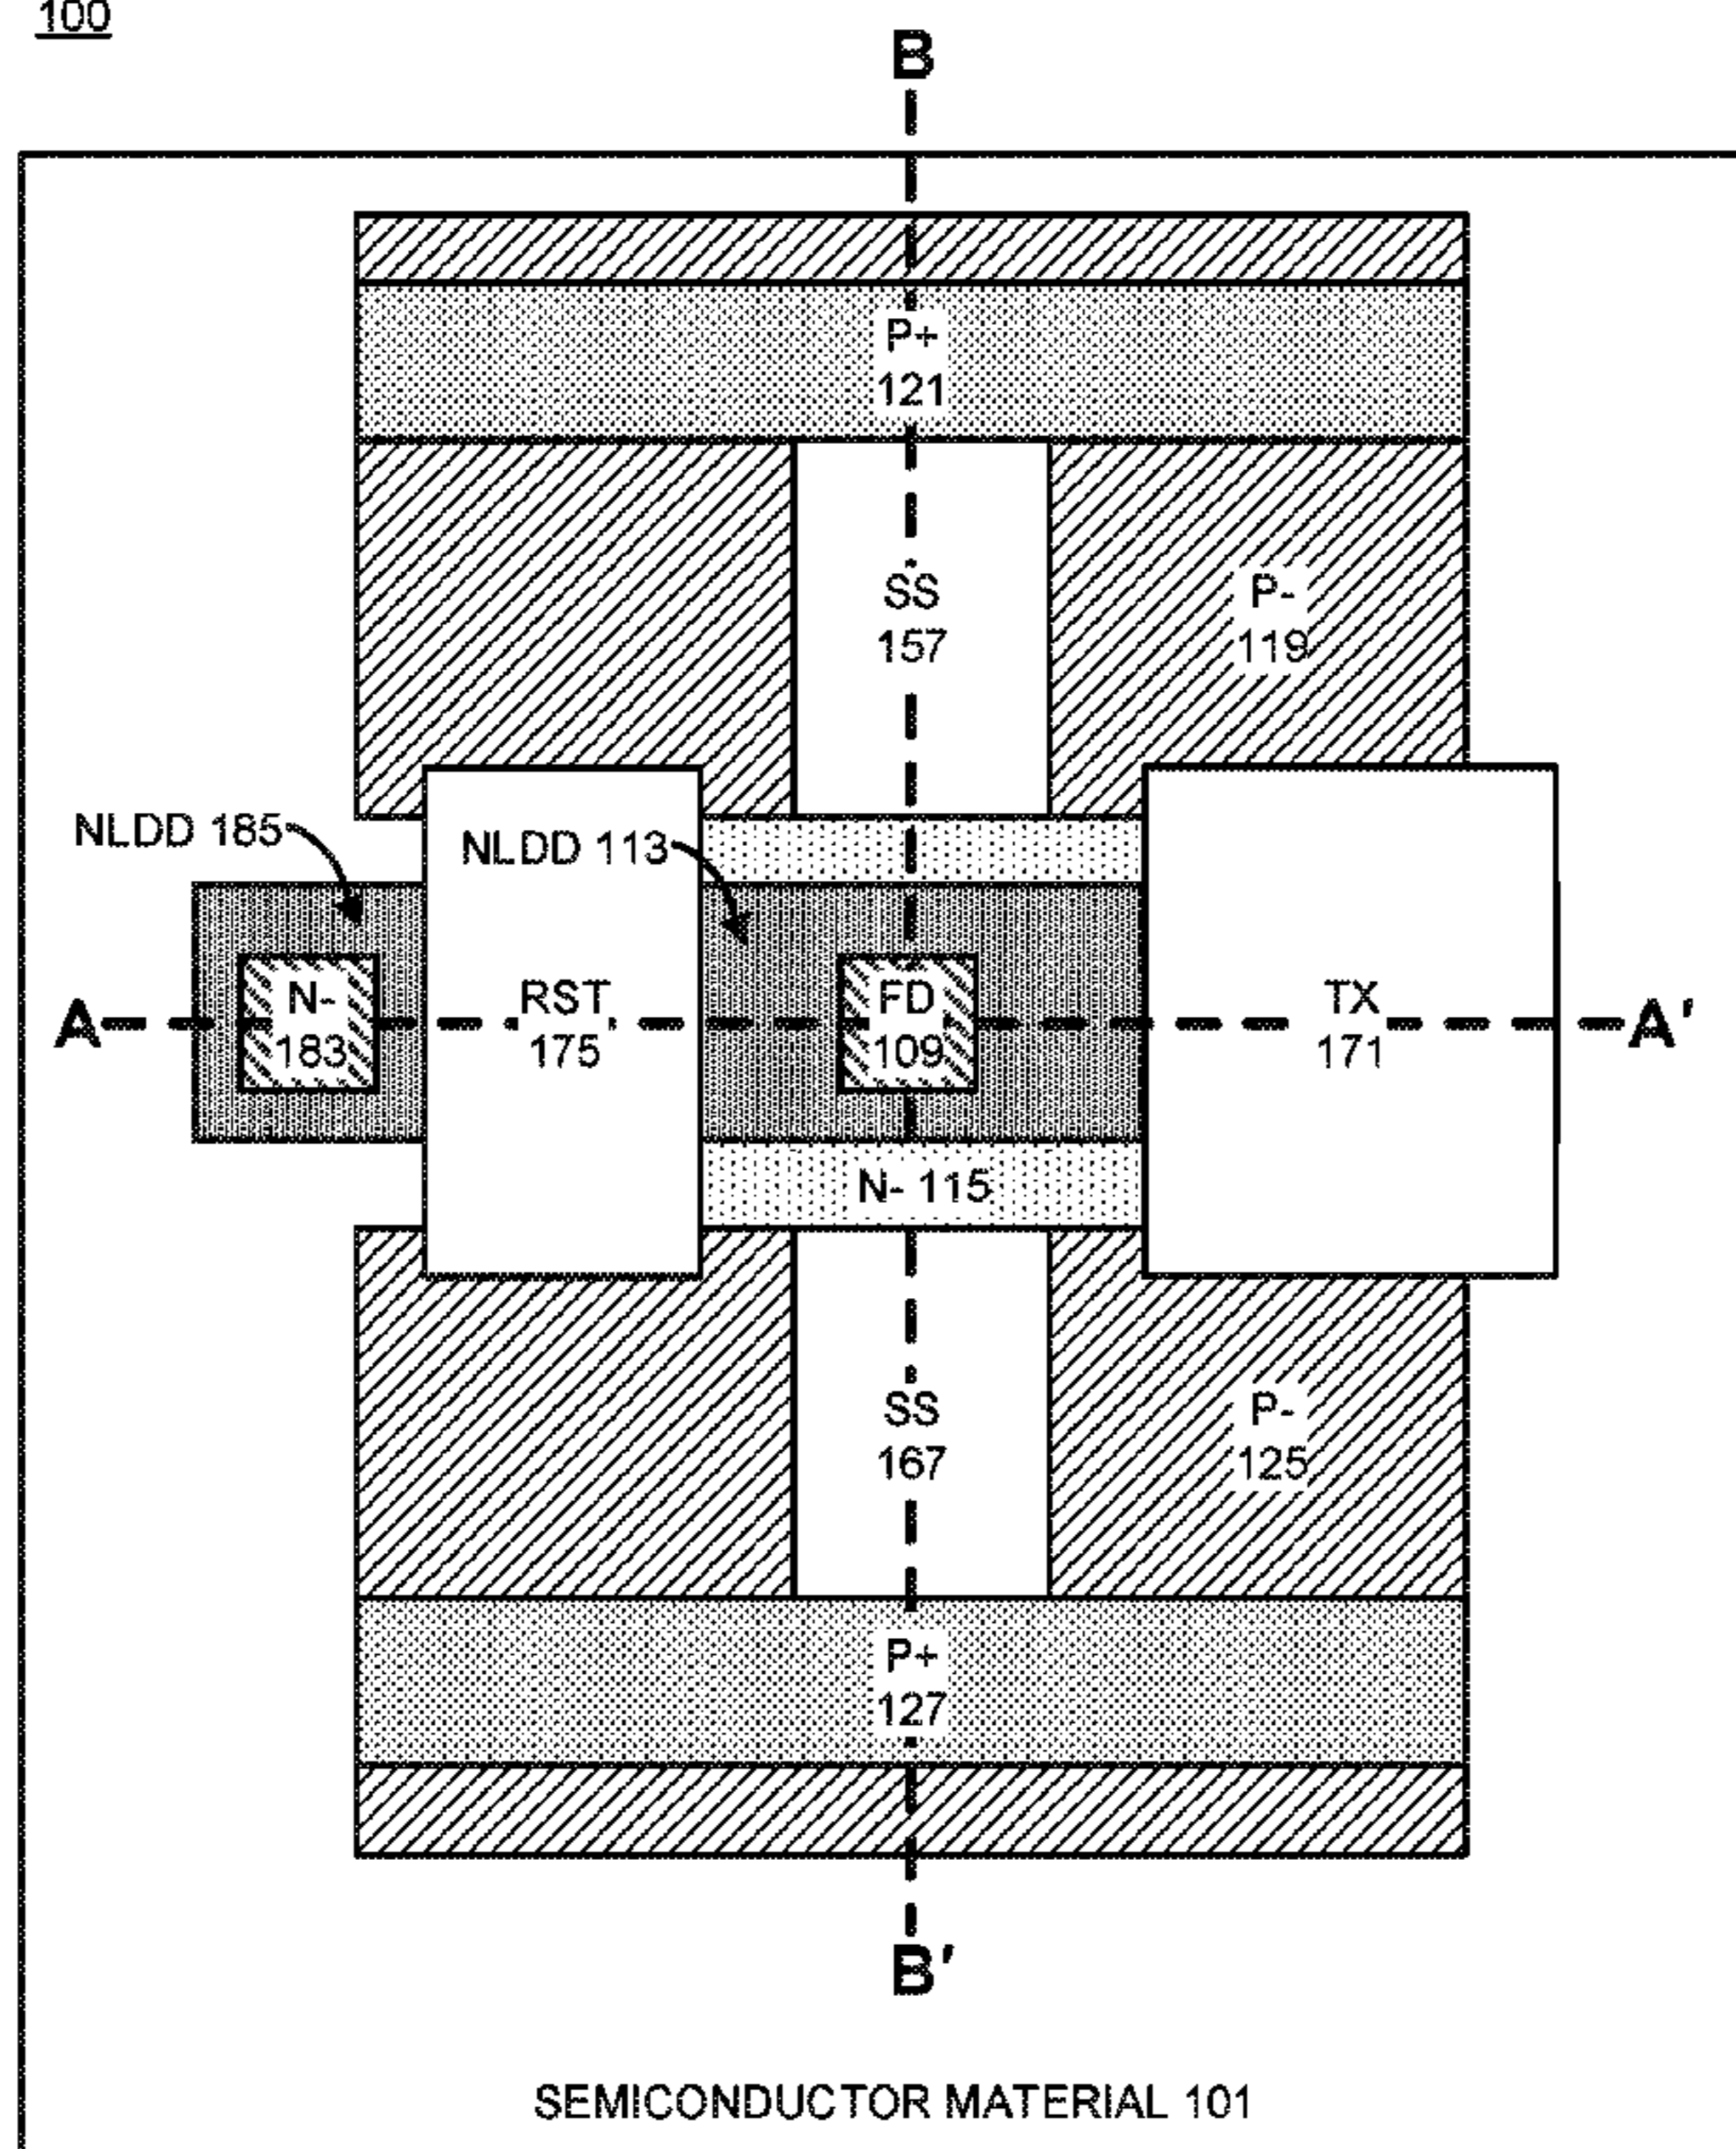 100
B
P+
121
SS
157
P-
119
NLDD 185
NLDD 113
A
N-
183
RST
175
FD
109
TX
171
A'
N- 115
SS
167
P-
125
P+
127
B'
SEMICONDUCTOR MATERIAL 101